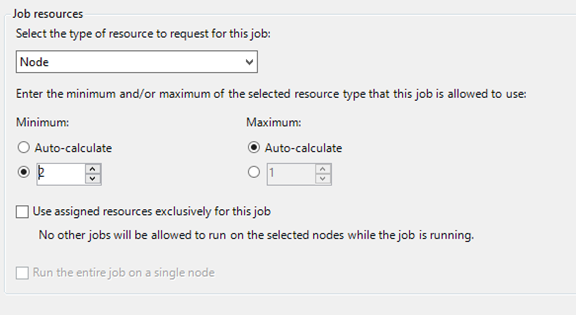 Job resources
Select the type of resource to request for this job:
Node
Enter the minimum and/or maximum of the selected resource type that this job is allowed to use:
Minimum: Maximum:
Auto-calculate Auto-calculate
2 1
Use assigned resources exclusively for this job
No other jobs will be allowed to run on the selected nodes while the job is running.
Run the entire job on a single node